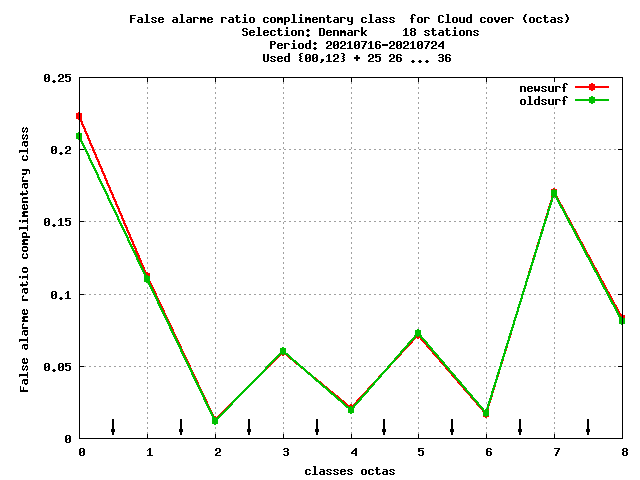 False alarme ratio complimentary class  for Cloud cover (octas)
Selection: Denmark     18 stations
Period: 20210716-20210724
Used {00,12} + 25 26 ... 36
newsurf
oldsurf
False alarme ratio complimentary class
0.25
0.2
0.15
0.1
0.05
0
0 1 2 3 4 5 6 7 8
classes octas